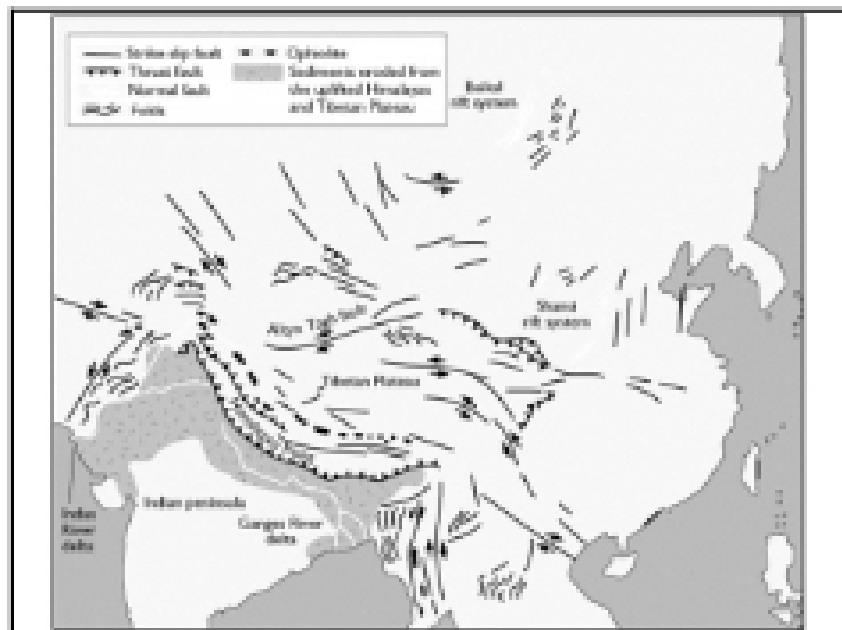 Strike-slip fault
Thrust fault
Normal fault
Folds
Ophiolite
Sediments eroded from
the uplifted Himalayas
and Tibetan Plateau
Baikal
rift system
Altyn Tagh fault
Shanxi
rift system
Tibetan Plateau
Indian peninsula
Ganges River
delta
Indus
River
delta